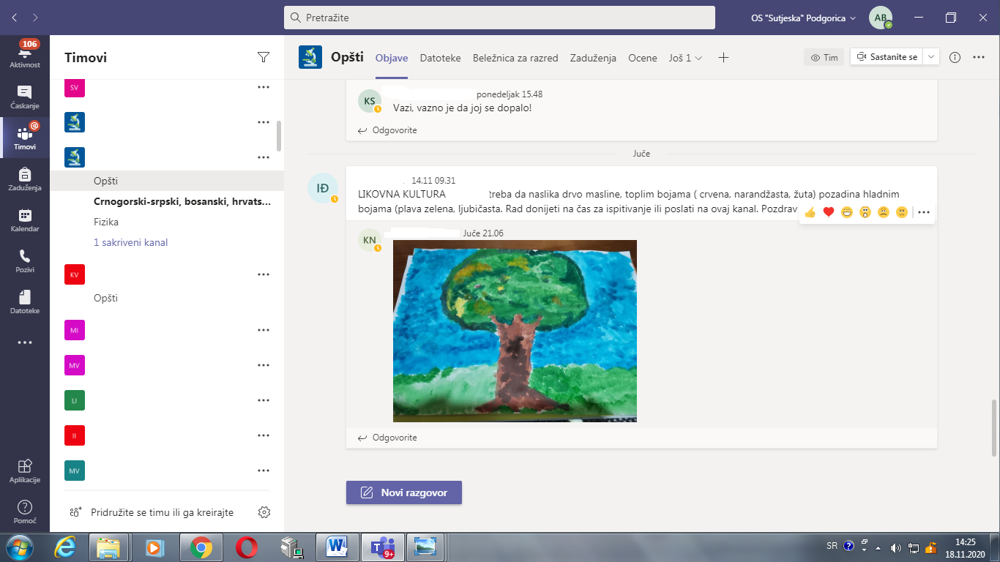 Pretražite
OS "Sutjeska" Podgorica
AB
106
Aktivnost
Ćaskanje
@
Timovi
Zaduženja
Kalendar
Pozivi
Datoteke
Aplikacije
Pomoć
Timovi
SV
Opšti
Crnogorski-srpski, bosanski, hrvats...
Fizika
1 sakriveni kanal
KV
Opšti
MI
MV
LI
II
MV
Pridružite se timu ili ga kreirajte
Opšti
Objave
Datoteke
Beležnica za razred
Zaduženja
Ocene
Još 1
Tim
Sastanite se
KS
ponedeljak 15.48
Vazi, vazno je da joj se dopalo!
Odgovorite
Juče
IĐ
14.11 09.31
LIKOVNA KULTURA treba da naslika drvo masline, toplim bojama ( crvena, narandžasta, žuta) pozadina hladnim
bojama (plava zelena, ljubičasta. Rad donijeti na čas za ispitivanje ili poslati na ovaj kanal. Pozdrav
KN
Juče 21.06
Odgovorite
Novi razgovor
9+
SR
14:25
18.11.2020